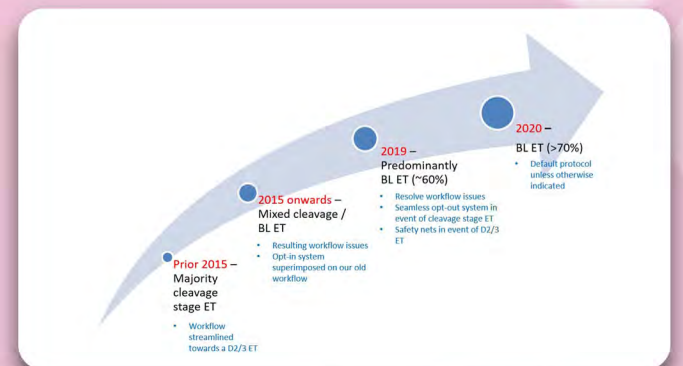 Prior 2015 –
Majority
cleavage
stage ET
• Workflow
streamlined
towards a D2/3 ET
2015 onwards –
Mixed cleavage /
BL ET
• Resulting workflow issues
• Opt-in system
superimposed on our old
workflow
2019 –
Predominantly
BL ET (~60%)
• Resolve workflow issues
• Seamless opt-out system in
event of cleavage stage ET
• Safety nets in event of D2/3
ET
2020 –
BL ET (>70%)
• Default protocol
unless otherwise
indicated